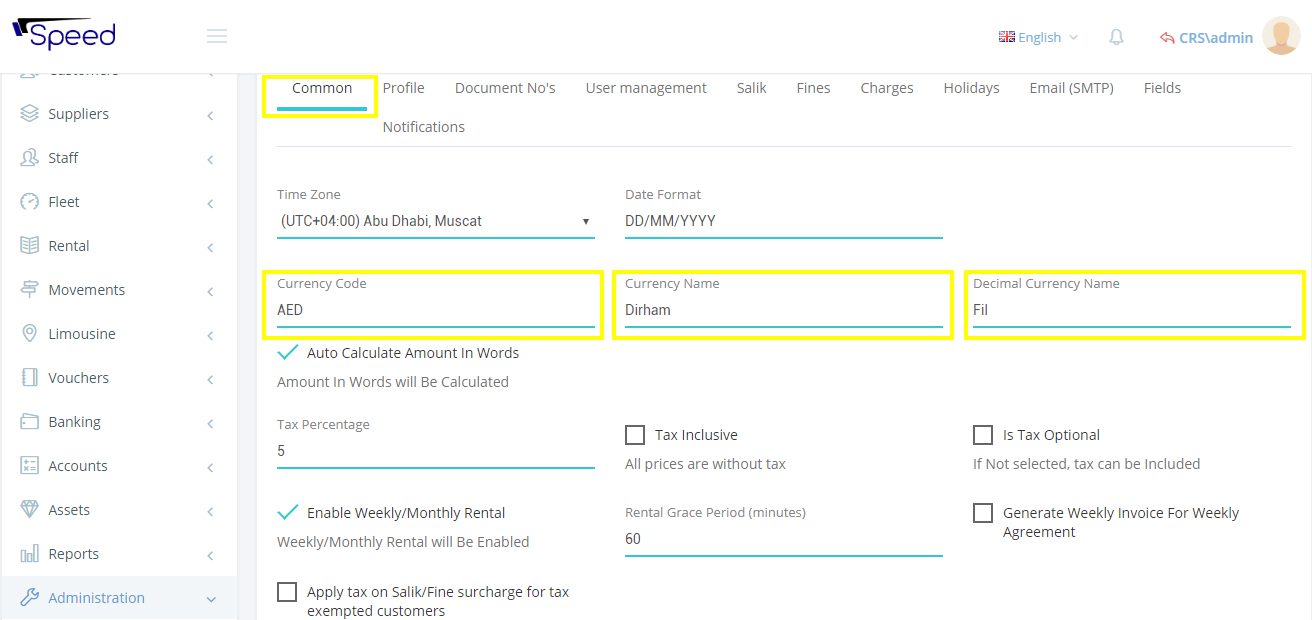 Speed
English
CRS\admin
Customers
Suppliers
Staff
Fleet
Rental
Movements
Limousine
Vouchers
Banking
Accounts
Assets
Reports
Administration
Common Profile Document No's User management Salik Fines Charges Holidays Email (SMTP) Fields
Notifications
Time Zone Date Format
(UTC+04:00) Abu Dhabi, Muscat DD/MM/YYYY
Currency Code Currency Name Decimal Currency Name
AED Dirham Fil
Auto Calculate Amount In Words
Amount In Words will Be Calculated
Tax Percentage
5
Tax Inclusive
All prices are without tax
Is Tax Optional
If Not selected, tax can be Included
Enable Weekly/Monthly Rental
Weekly/Monthly Rental will Be Enabled
Rental Grace Period (minutes)
60
Generate Weekly Invoice For Weekly
Agreement
Apply tax on Salik/Fine surcharge for tax
exempted customers